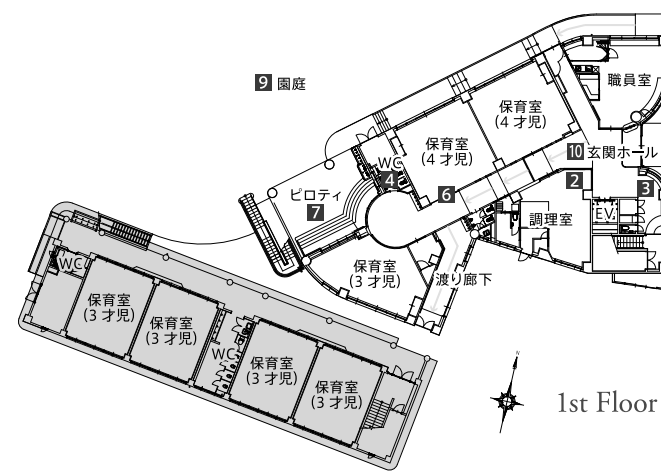 職員室
9 園庭
保育室
(4 才児)
保育室
(4 才児)
10 玄関ホール
WC
4
2
3
6
ピロティ
7
EV
調理室
保育室
(3 才児)
渡り廊下
WC
保育室
(3 才児)
保育室
(3 才児)
WC
保育室
(3 才児)
保育室
(3 才児)
N
1st Floor